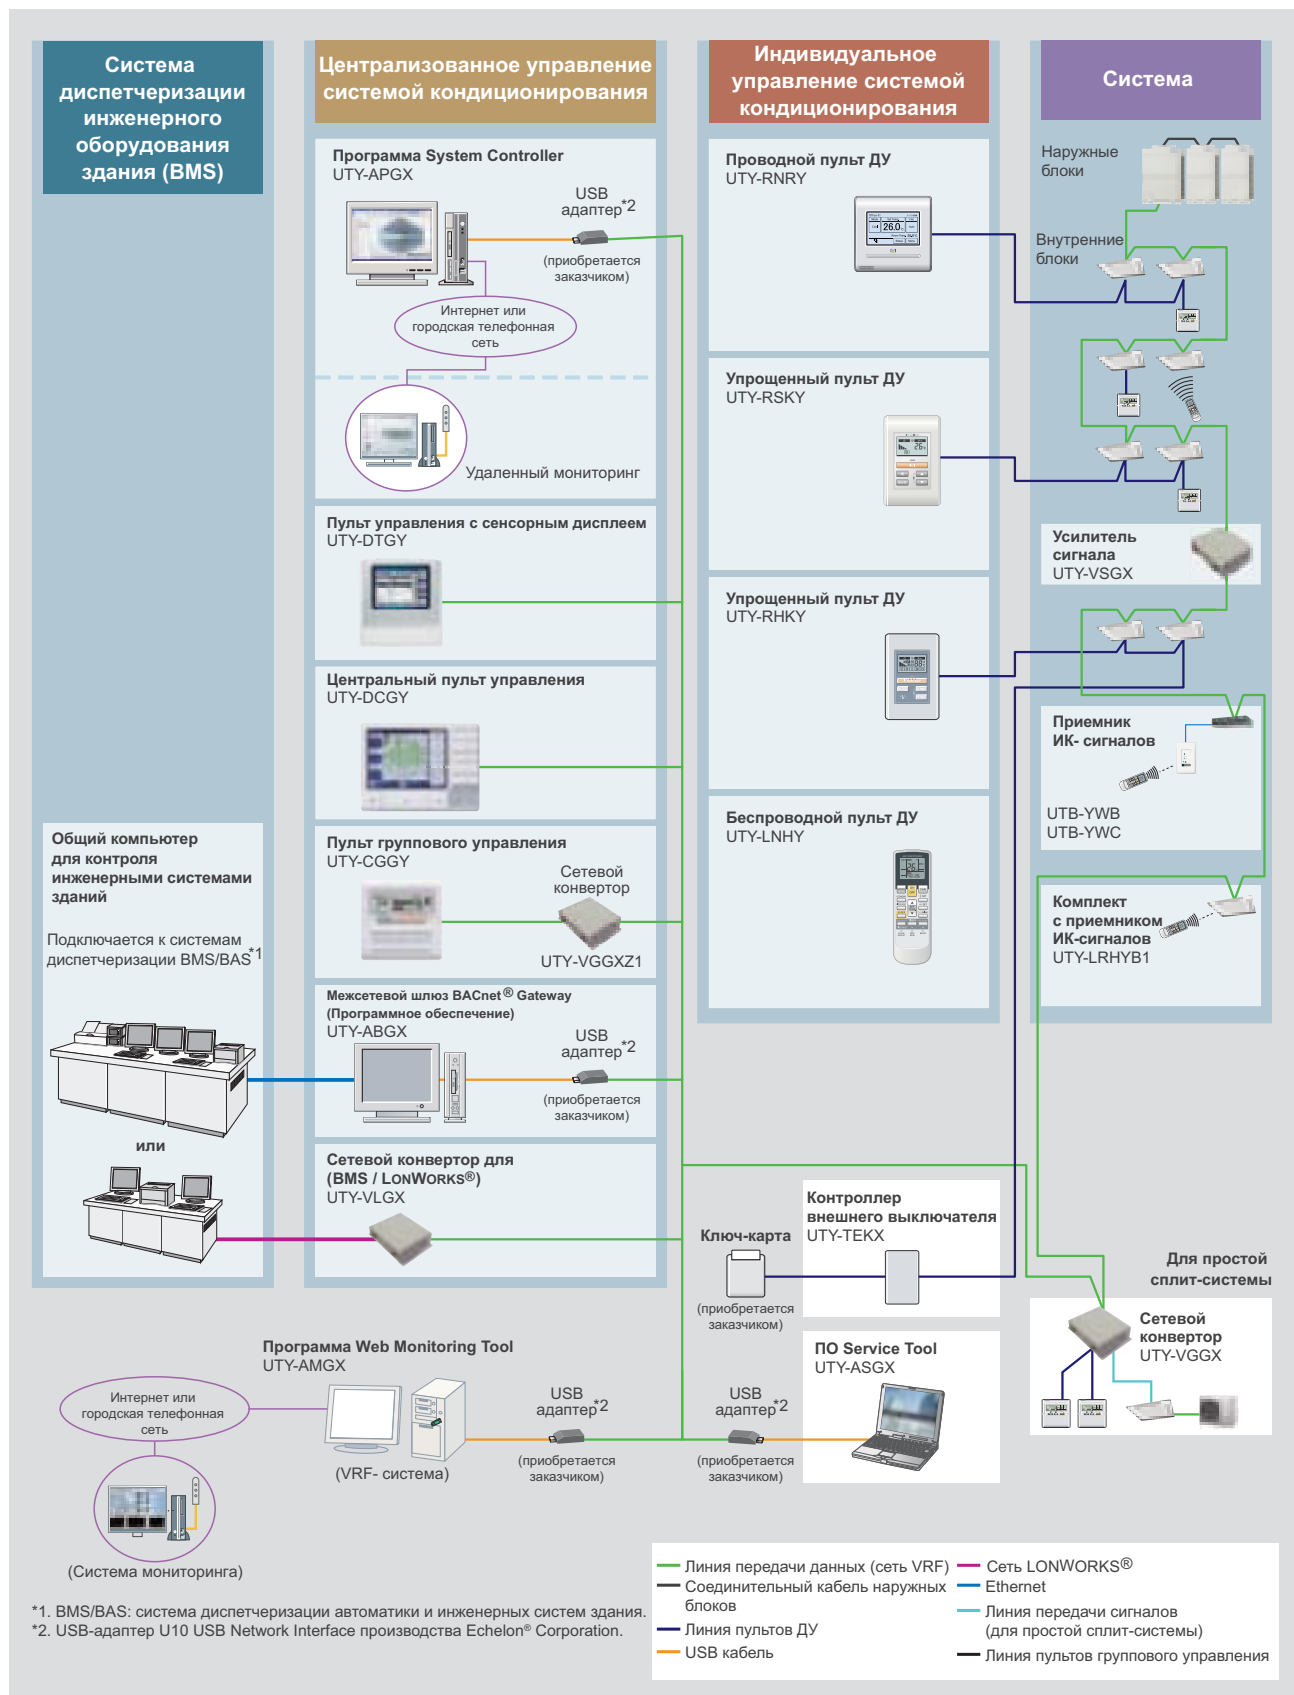 Система
диспетчеризации
инженерного
оборудования
здания (BMS)
Централизованное управление
системой кондиционирования
Индивидуальное
управление системой
кондиционирования
Система
Программа System Controller
UTY-APGX
USB
адаптер*2
(приобретается
заказчиком)
Интернет или
городская телефонная
сеть
Удаленный мониторинг
Пульт управления с сенсорным дисплеем
UTY-DTGY
Центральный пульт управления
UTY-DCGY
Пульт группового управления
UTY-CGGY
Сетевой
конвертор
UTY-VGGXZ1
Межсетевой шлюз BACnet® Gateway
(Программное обеспечение)
UTY-ABGX
USB
адаптер*2
(приобретается
заказчиком)
Сетевой конвертор для
(BMS / LONWORKS®)
UTY-VLGX
Общий компьютер
для контроля
инженерными системами
зданий
Подключается к системам
диспетчеризации BMS/BAS*1
или
Проводной пульт ДУ
UTY-RNRY
26.0
Упрощенный пульт ДУ
UTY-RSKY
26
Упрощенный пульт ДУ
UTY-RHKY
Беспроводной пульт ДУ
UTY-LNHY
Наружные
блоки
Внутренние
блоки
Усилитель
сигнала
UTY-VSGX
Приемник
ИК- сигналов
UTB-YWB
UTB-YWC
Комплект
с приемником
ИК-сигналов
UTY-LRHYB1
Ключ-карта
(приобретается
заказчиком)
Контроллер
внешнего выключателя
UTY-TEKX
Для простой
сплит-системы
Сетевой
конвертор
UTY-VGGX
Программа Web Monitoring Tool
UTY-AMGX
Интернет или
городская телефонная
сеть
(VRF- система)
USB
адаптер*2
(приобретается
заказчиком)
USB
адаптер*2
(приобретается
заказчиком)
ПО Service Tool
UTY-ASGX
(Система мониторинга)
Линия передачи данных (сеть VRF)
Соединительный кабель наружных
блоков
Линия пультов ДУ
USB кабель
Сеть LONWORKS®
Ethernet
Линия передачи сигналов
(для простой сплит-системы)
Линия пультов группового управления
*1. BMS/BAS: система диспетчеризации автоматики и инженерных систем здания.
*2. USB-адаптер U10 USB Network Interface производства Echelon® Corporation.